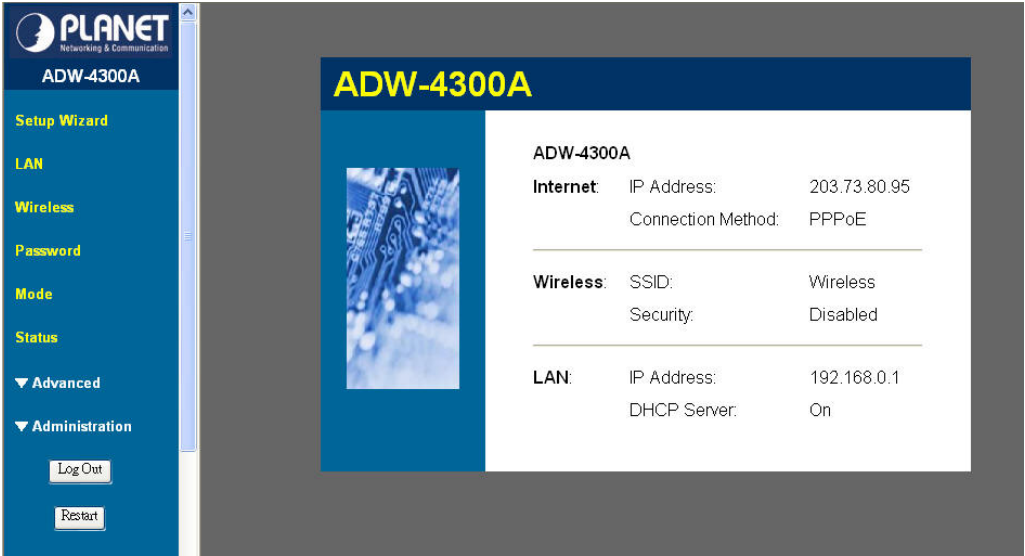 PLANET
Networking & Communication
ADW-4300A
Setup Wizard
LAN
Wireless
Password
Mode
Status
Advanced
Administration
Log Out
Restart
ADW-4300A
ADW-4300A
Internet: IP Address: 203.73.80.95
Connection Method: PPPoE
Wireless: SSID: Wireless
Security: Disabled
LAN: IP Address: 192.168.0.1
DHCP Server: On